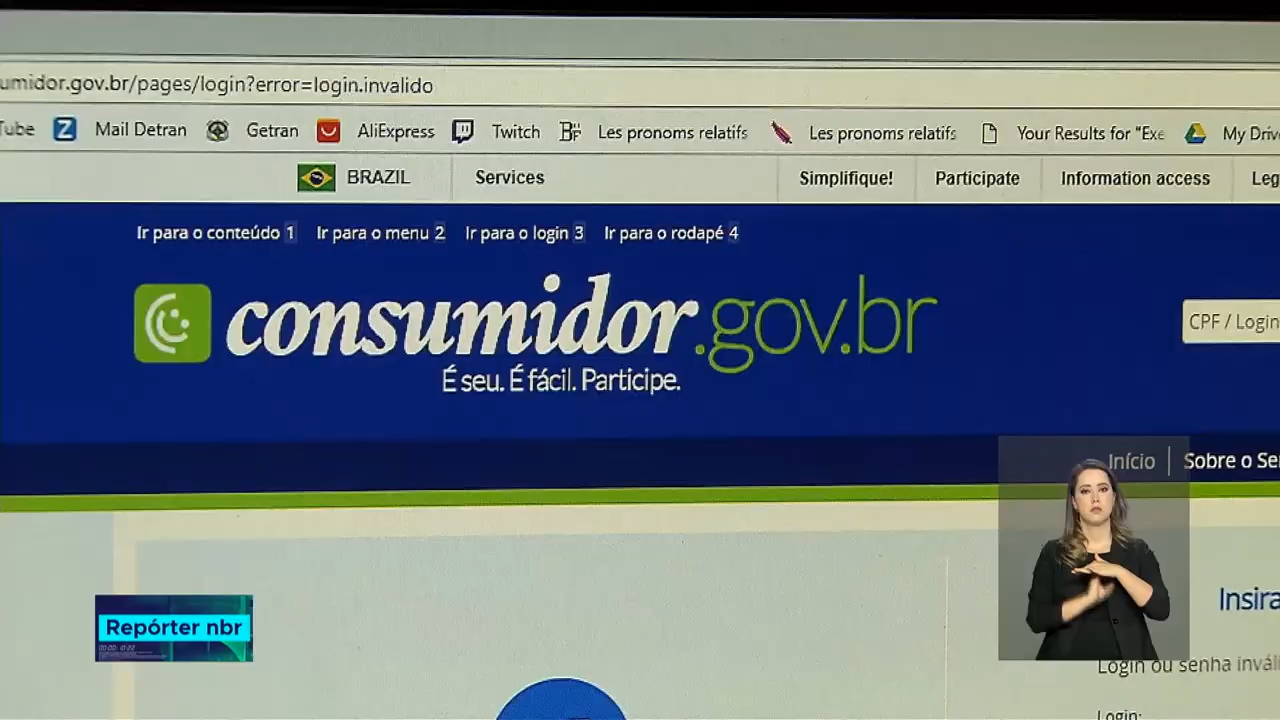 umidor.gov.br/pages/login?error=login.invalido
Tube Mail Detran Getran AliExpress Twitch Les pronoms relatifs Les pronoms relatifs Your Results for "Exe My Driv
BRAZIL Services Simplifique! Participate Information access Leg
Ir para o conteúdo 1 Ir para o menu 2 Ir para o login 3 Ir para o rodapé 4
consumidor.gov.br
É seu. É fácil. Participe.
CPF / Login
Início Sobre o Se
Insira
Login ou senha invál
Login:
Repórter nbr